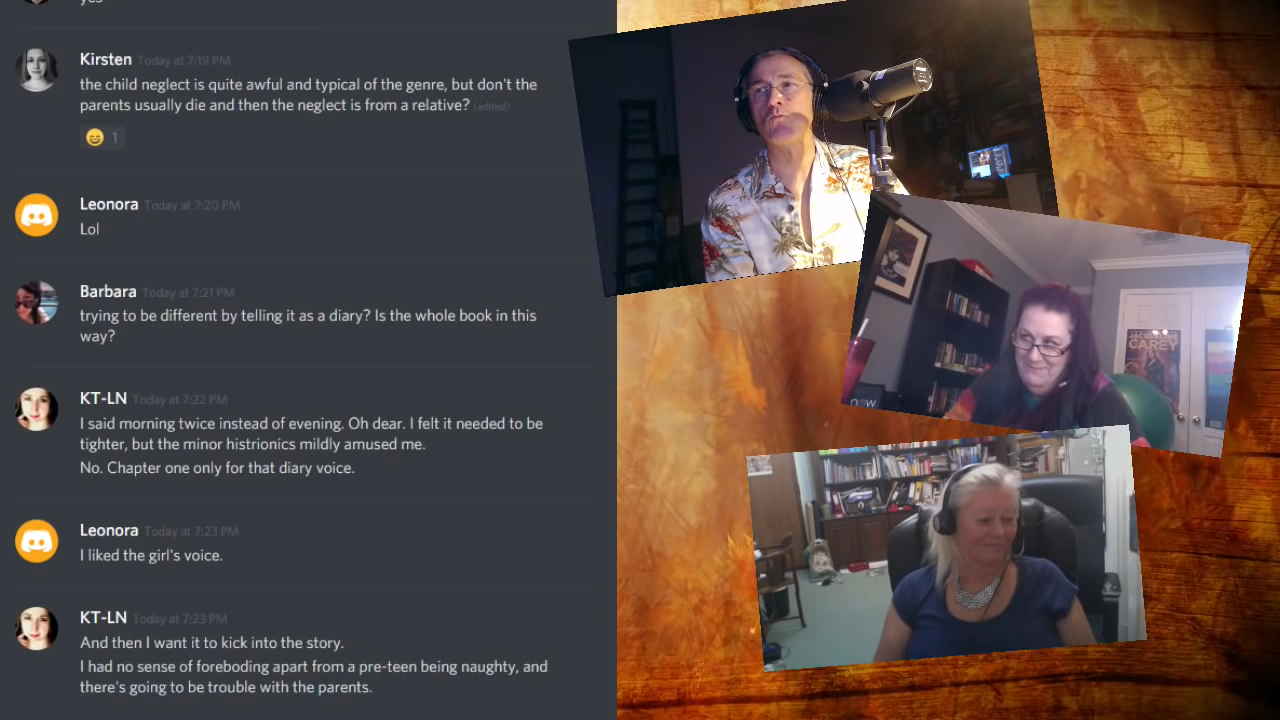 yes
Kirsten Today at 7:19 PM
the child neglect is quite awful and typical of the genre, but don't the
parents usually die and then the neglect is from a relative? (edited)
1
Leonora Today at 7:20 PM
Lol
Barbara Today at 7:21 PM
trying to be different by telling it as a diary? Is the whole book in this
way?
KT-LN Today at 7:22 PM
I said morning twice instead of evening. Oh dear. I felt it needed to be
tighter, but the minor histrionics mildly amused me.
No. Chapter one only for that diary voice.
Leonora Today at 7:23 PM
I liked the girl's voice.
KT-LN Today at 7:23 PM
And then I want it to kick into the story.
I had no sense of foreboding apart from a pre-teen being naughty, and
there's going to be trouble with the parents.
JACQUELINE
CAREY
now